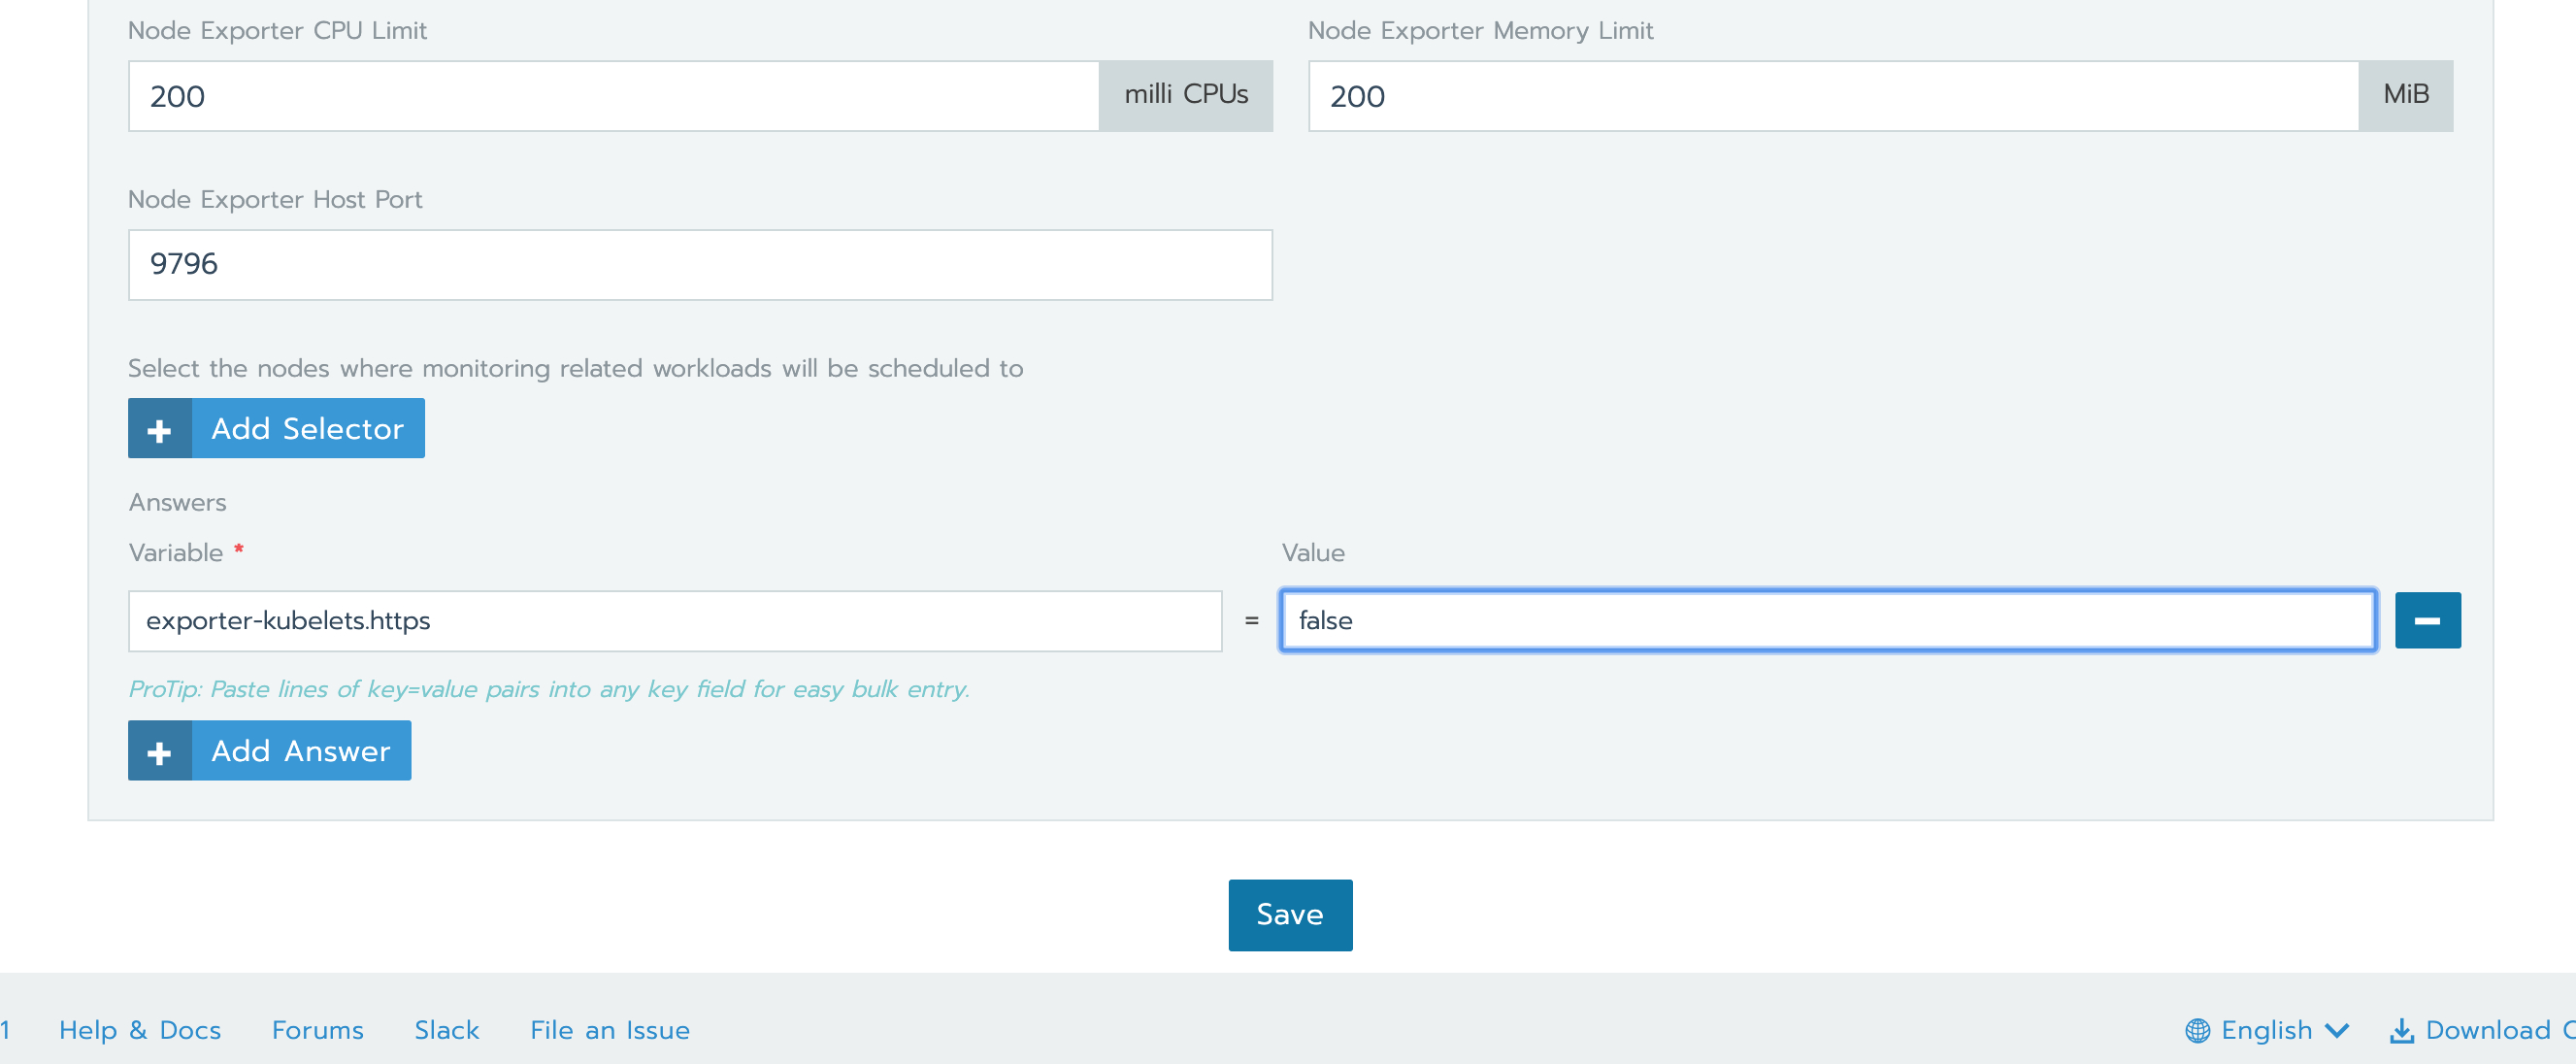 Node Exporter CPU Limit
Node Exporter Memory Limit
200 milli CPUs
200 MiB
Node Exporter Host Port
9796
Select the nodes where monitoring related workloads will be scheduled to
+ Add Selector
Answers
Variable *
Value
exporter-kubelets.https = false
ProTip: Paste lines of key=value pairs into any key field for easy bulk entry.
+ Add Answer
Save
1 Help & Docs Forums Slack File an Issue English Download